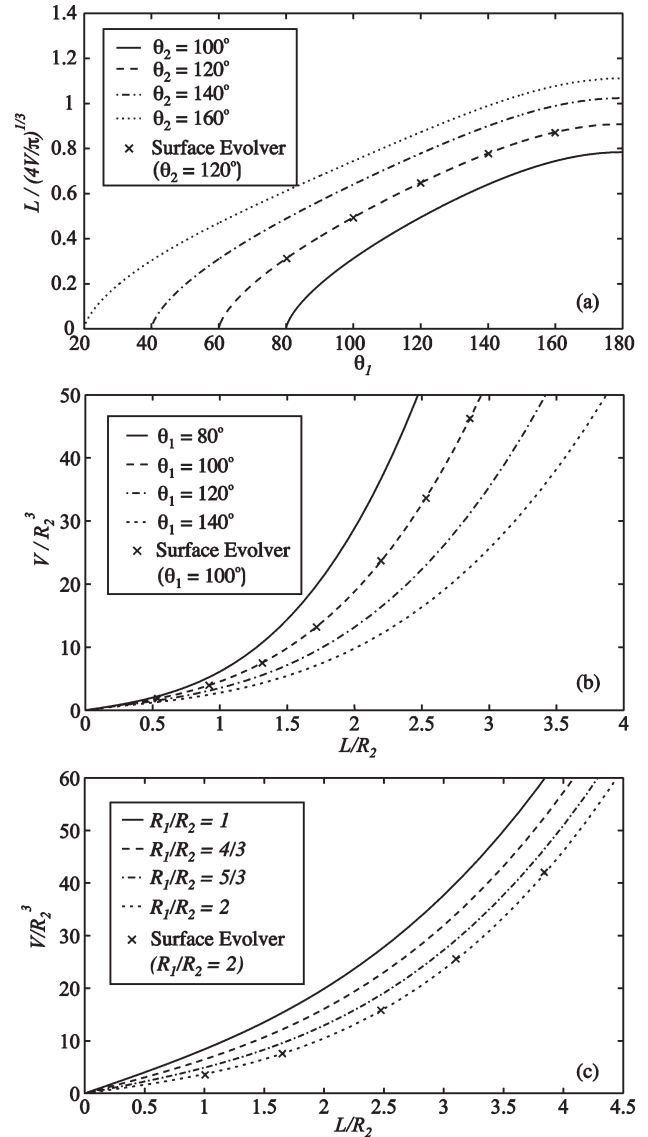 1.4
1.2
1
0.8
0.6
0.4
0.2
0
L / (4V/π)^1/3
θ2 = 100°
θ2 = 120°
θ2 = 140°
θ2 = 160°
× Surface Evolver
(θ2 = 120°)
(a)
20 40 60 80 100 120 140 160 180
θ1
50
40
30
20
10
0
V / R2^3
θ1 = 80°
θ1 = 100°
θ1 = 120°
θ1 = 140°
× Surface Evolver
(θ1 = 100°)
(b)
0 0.5 1 1.5 2 2.5 3 3.5 4
L/R2
60
50
40
30
20
10
0
V/R2^3
R1/R2 = 1
R1/R2 = 4/3
R1/R2 = 5/3
R1/R2 = 2
× Surface Evolver
(R1/R2 = 2)
(c)
0 0.5 1 1.5 2 2.5 3 3.5 4 4.5
L/R2